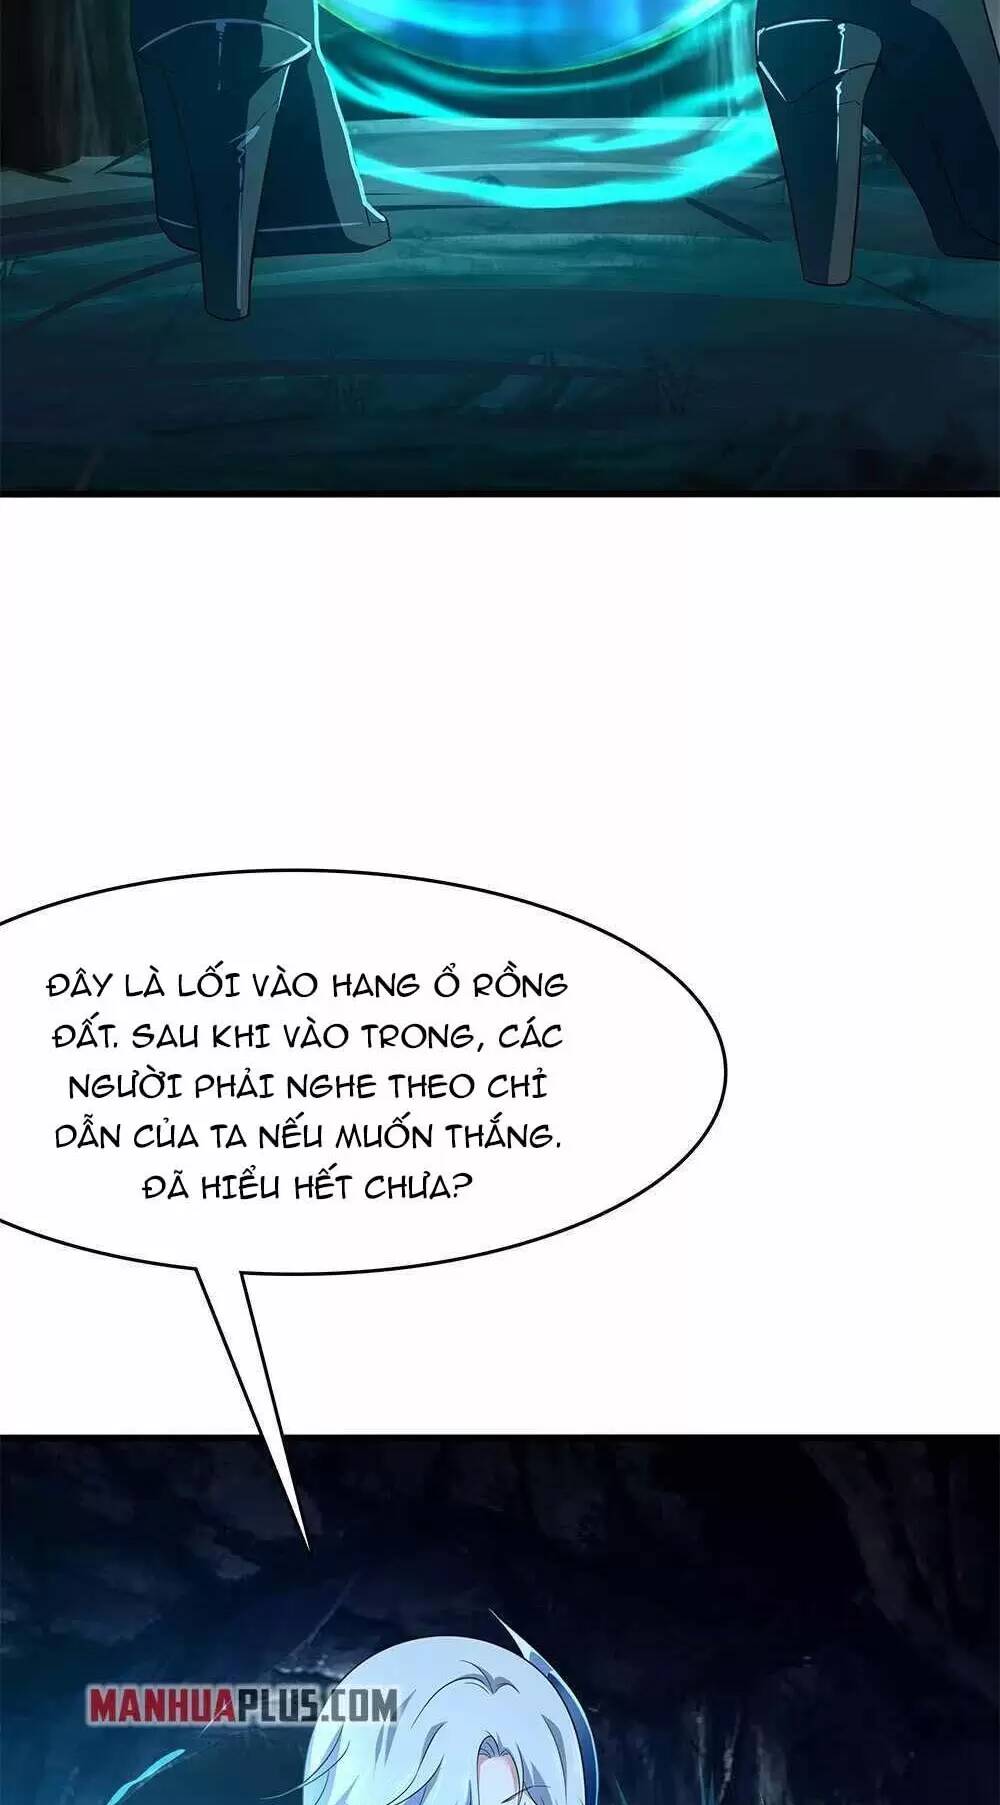 ĐÂY LÀ LỐI VÀO HANG Ổ RỒNG
ĐẤT. SAU KHI VÀO TRONG, CÁC
NGƯỜI PHẢI NGHE THEO CHỈ
DẪN CỦA TA NẾU MUỐN THẮNG.
ĐÃ HIỂU HẾT CHƯA?
MANHUAPLUS.COM